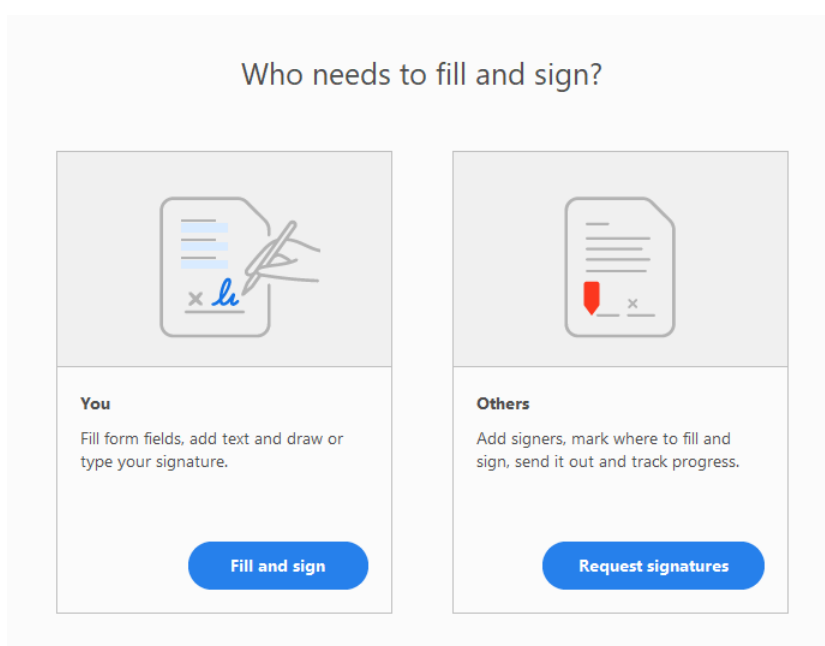 Who needs to fill and sign?
You
Fill form fields, add text and draw or
type your signature.
Fill and sign
Others
Add signers, mark where to fill and
sign, send it out and track progress.
Request signatures